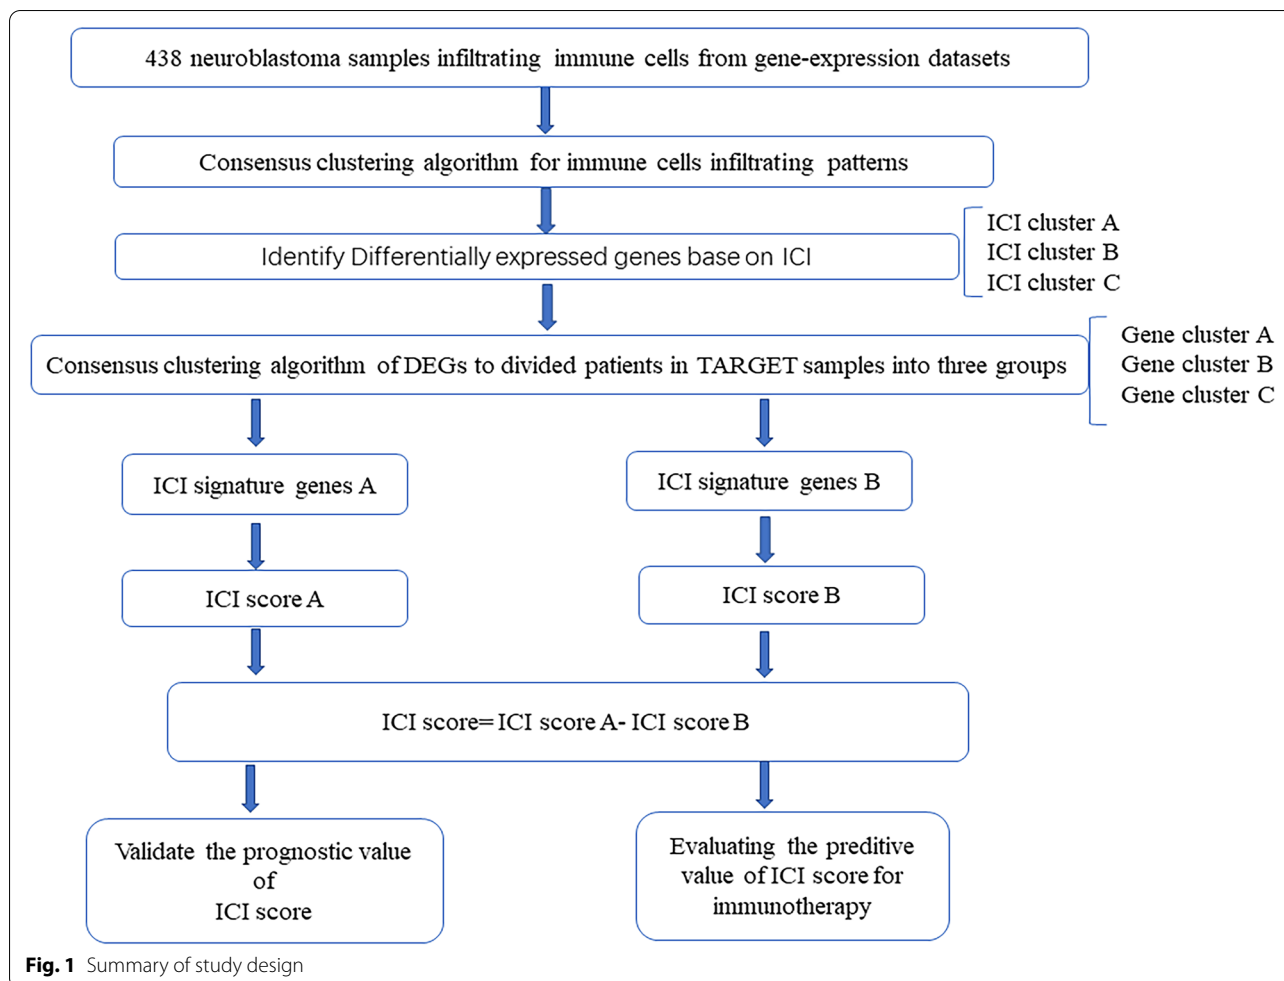 438 neuroblastoma samples infiltrating immune cells from gene-expression datasets
Consensus clustering algorithm for immune cells infiltrating patterns
Identify Differentially expressed genes base on ICI
ICI cluster A
ICI cluster B
ICI cluster C
Consensus clustering algorithm of DEGs to divided patients in TARGET samples into three groups
Gene cluster A
Gene cluster B
Gene cluster C
ICI signature genes A
ICI signature genes B
ICI score A
ICI score B
ICI score= ICI score A- ICI score B
Validate the prognostic value
of
ICI score
Evaluating the preditive
value of ICI score for
immunotherapy
Fig. 1 Summary of study design